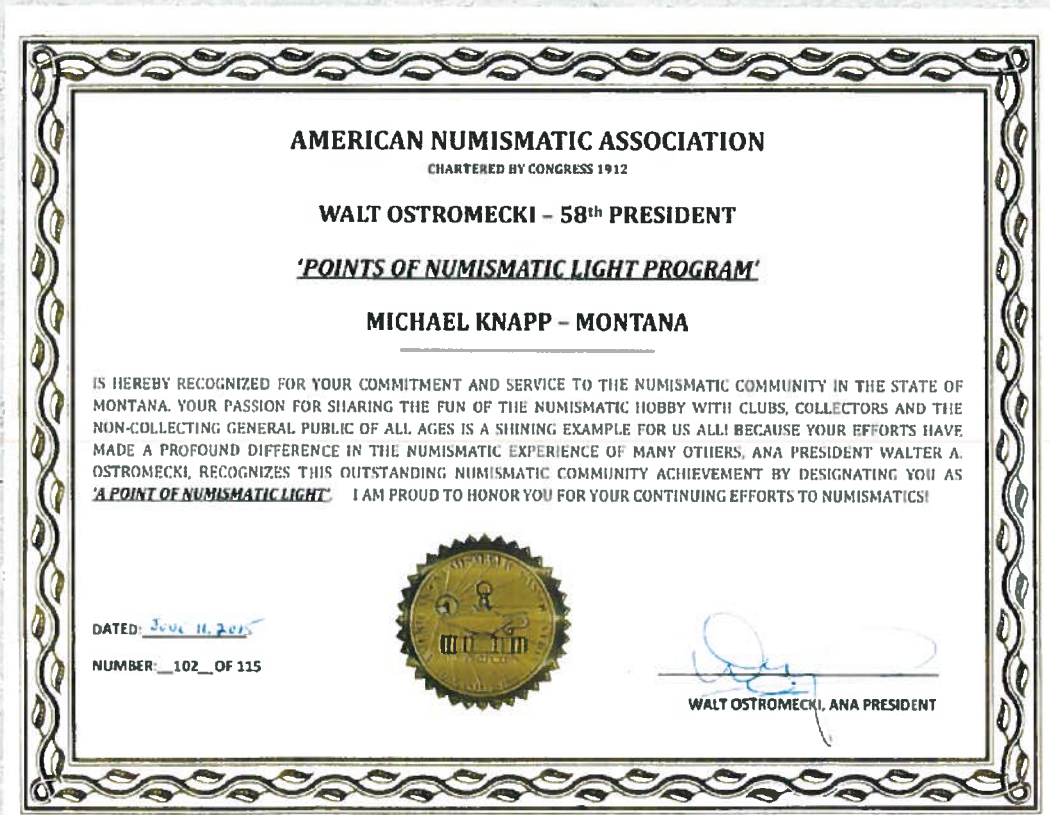 AMERICAN NUMISMATIC ASSOCIATION
CHARTERED BY CONGRESS 1912
WALT OSTROMECKI – 58th PRESIDENT
'POINTS OF NUMISMATIC LIGHT PROGRAM'
MICHAEL KNAPP – MONTANA
IS HEREBY RECOGNIZED FOR YOUR COMMITMENT AND SERVICE TO THE NUMISMATIC COMMUNITY IN THE STATE OF
MONTANA. YOUR PASSION FOR SHARING THE FUN OF THE NUMISMATIC HOBBY WITH CLUBS, COLLECTORS AND THE
NON-COLLECTING GENERAL PUBLIC OF ALL AGES IS A SHINING EXAMPLE FOR US ALL! BECAUSE YOUR EFFORTS HAVE
MADE A PROFOUND DIFFERENCE IN THE NUMISMATIC EXPERIENCE OF MANY OTHERS, ANA PRESIDENT WALTER A.
OSTROMECKI, RECOGNIZES THIS OUTSTANDING NUMISMATIC COMMUNITY ACHIEVEMENT BY DESIGNATING YOU AS
'A POINT OF NUMISMATIC LIGHT'. I AM PROUD TO HONOR YOU FOR YOUR CONTINUING EFFORTS TO NUMISMATICS!
DATED: JUNE 11, 2015
NUMBER:__102__OF 115
WALT OSTROMECKI, ANA PRESIDENT